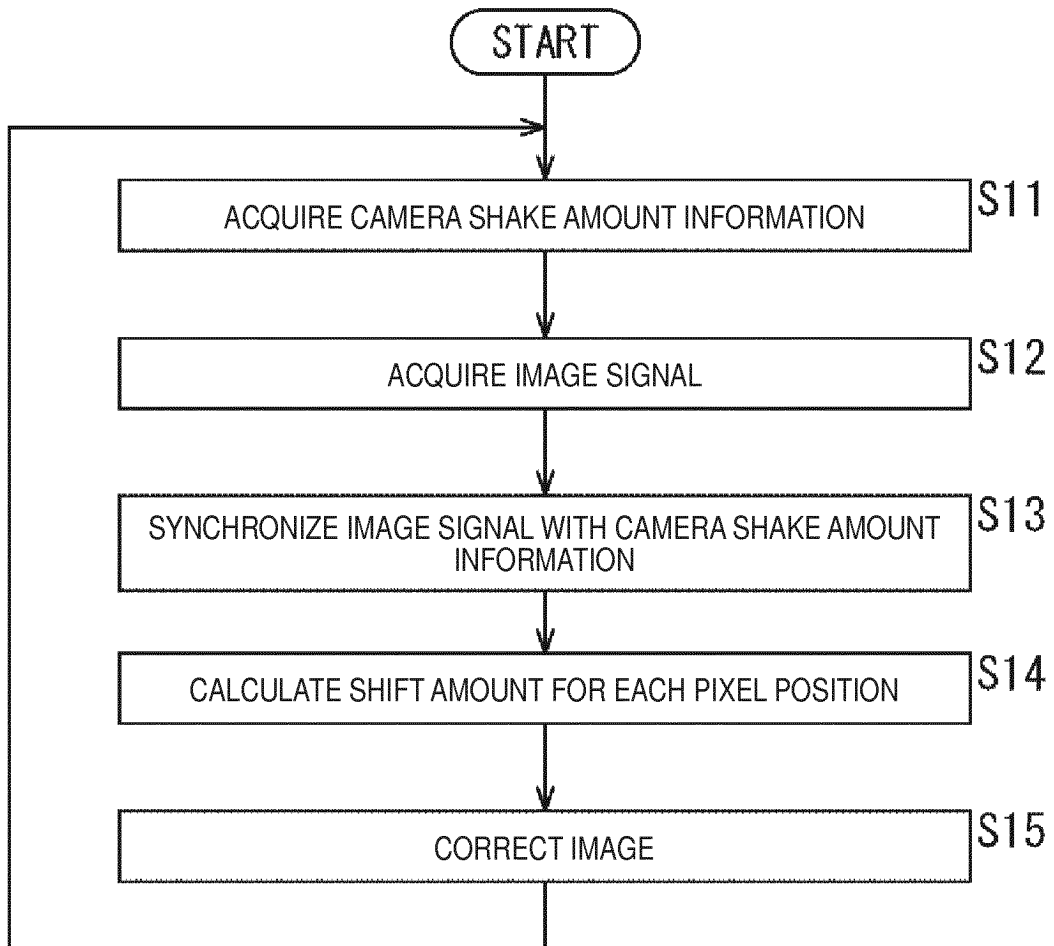 START
ACQUIRE CAMERA SHAKE AMOUNT INFORMATION
S11
ACQUIRE IMAGE SIGNAL
S12
SYNCHRONIZE IMAGE SIGNAL WITH CAMERA SHAKE AMOUNT
INFORMATION
S13
CALCULATE SHIFT AMOUNT FOR EACH PIXEL POSITION
S14
CORRECT IMAGE
S15